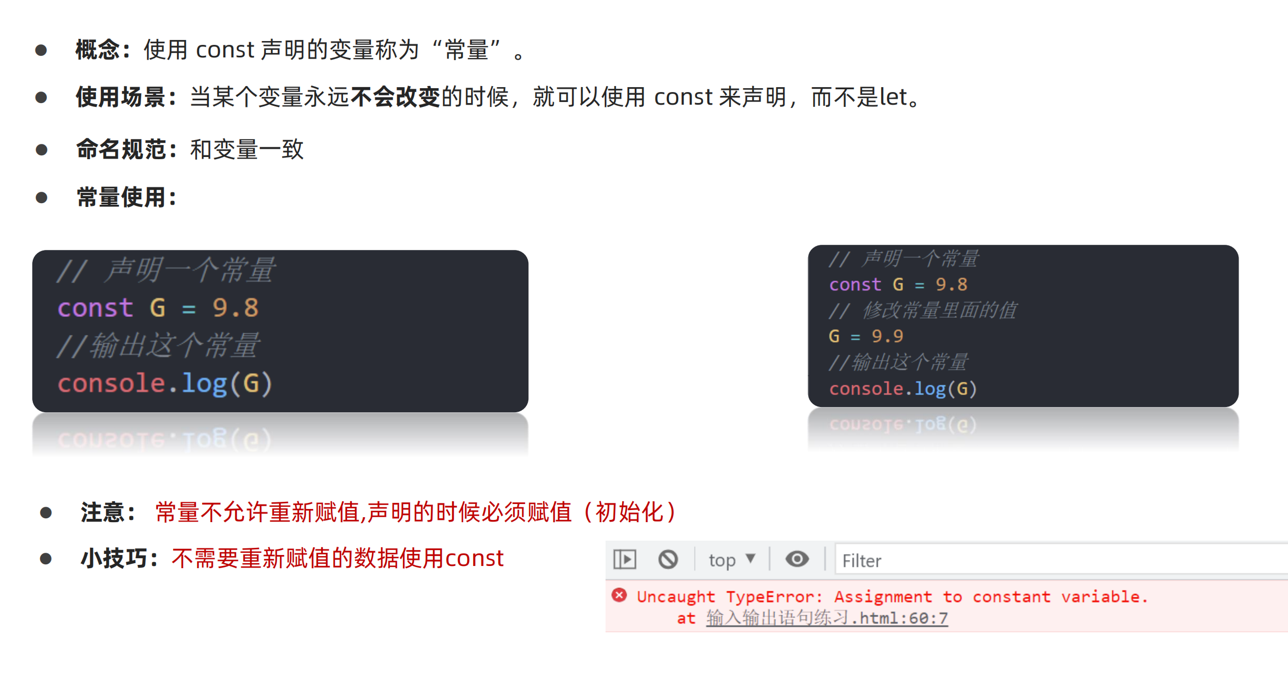 ● 概念：使用 const 声明的变量称为“常量”。
● 使用场景：当某个变量永远不会改变的时候，就可以使用 const 来声明，而不是let。
● 命名规范：和变量一致
● 常量使用：
// 声明一个常量
const G = 9.8
//输出这个常量
console.log(G)
// 声明一个常量
const G = 9.8
// 修改常量里面的值
G = 9.9
//输出这个常量
console.log(G)
● 注意： 常量不允许重新赋值,声明的时候必须赋值（初始化）
● 小技巧：不需要重新赋值的数据使用const
top ▼ Filter
Uncaught TypeError: Assignment to constant variable.
at 输入输出语句练习.html:60:7